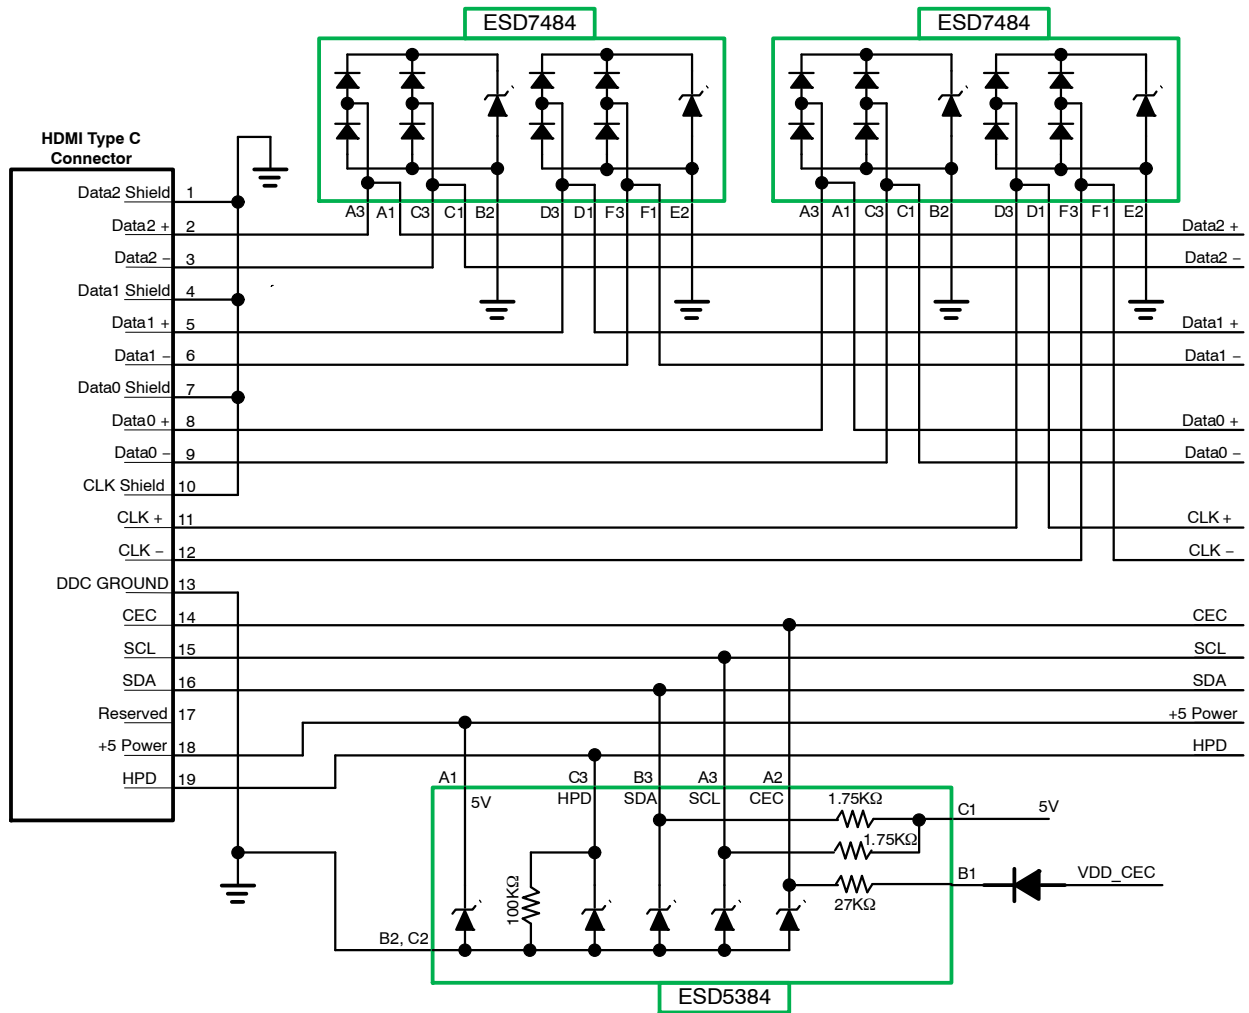 ESD7484
ESD7484
HDMI Type C
Connector
Data2 Shield 1
Data2 + 2
Data2 − 3
Data1 Shield 4
Data1 + 5
Data1 − 6
Data0 Shield 7
Data0 + 8
Data0 − 9
CLK Shield 10
CLK + 11
CLK − 12
DDC GROUND 13
CEC 14
SCL 15
SDA 16
Reserved 17
+5 Power 18
HPD 19
A3 A1 C3 C1 B2 D3 D1 F3 F1 E2
A3 A1 C3 C1 B2 D3 D1 F3 F1 E2
Data2 +
Data2 −
Data1 +
Data1 −
Data0 +
Data0 −
CLK +
CLK −
CEC
SCL
SDA
+5 Power
HPD
A1 C3 B3 A3 A2
5V HPD SDA SCL CEC
1.75KΩ
C1 5V
1.75KΩ
B1 VDD_CEC
27KΩ
100KΩ
B2, C2
ESD5384